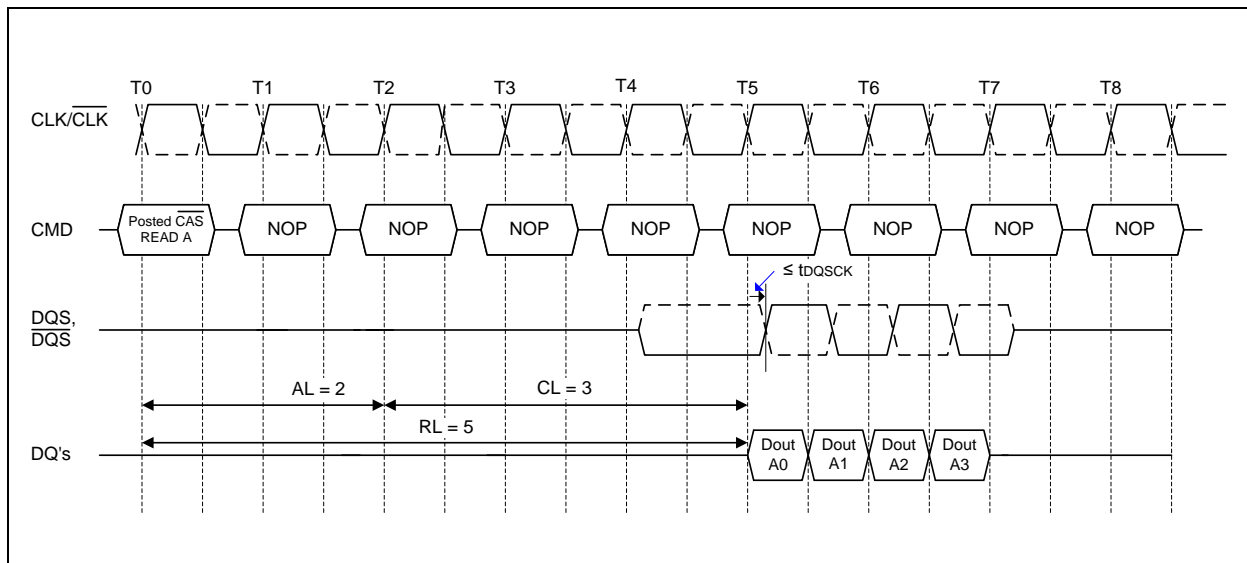 T0 T1 T2 T3 T4 T5 T6 T7 T8
CLK/CLK
CMD
Posted CAS
READ A
NOP NOP NOP NOP NOP NOP NOP NOP
≤ tDQSCK
DQS,
DQS
AL = 2
CL = 3
RL = 5
DQ's
Dout
A0
Dout
A1
Dout
A2
Dout
A3